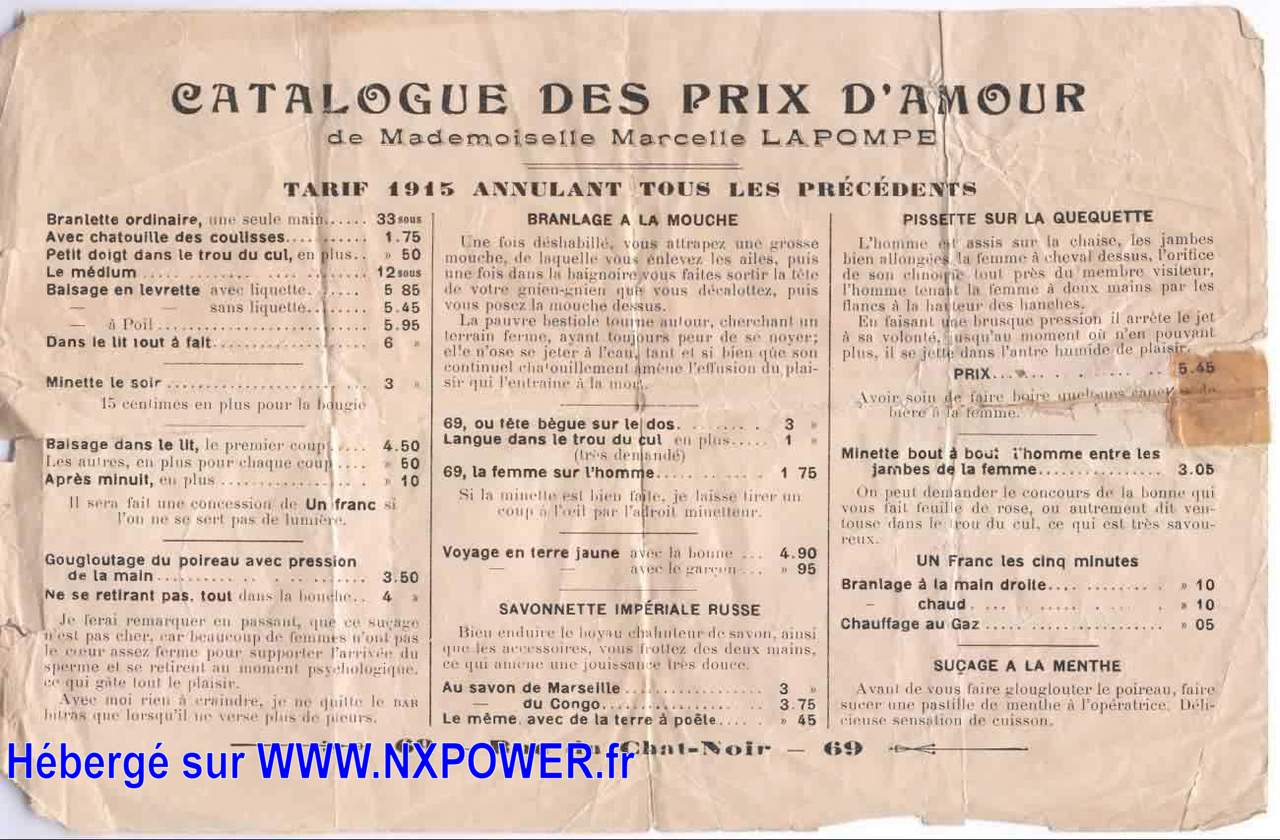 CATALOGUE DES PRIX D'AMOUR
de Mademoiselle Marcelle LAPOMPE
TARIF 1915 ANNULANT TOUS LES PRÉCÉDENTS
Branlette ordinaire, une seule main...... 33 sous
Avec chatouille des coulisses........... 1.75
Petit doigt dans le trou du cul, en plus.. » 50
Le médium ........................ 12 sous
Baisage en levrette avec liquette....... 5 85
— — sans liquette........ 5.45
— à Poil........................... 5.95
Dans le lit tout à fait.................... 6 »
Minette le soir .......................... 3 »
15 centimes en plus pour la bougie
Baisage dans le lit, le premier coup.... 4.50
Les autres, en plus pour chaque coup.... » 50
Après minuit, en plus ................... » 10
Il sera fait une concession de Un franc si
l'on ne se sert pas de lumière.
Gougloutage du poireau avec pression
de la main......................... 3.50
Ne se retirant pas, tout dans la bouche.. 4 »
Je ferai remarquer en passant, que ce suçage
n'est pas cher, car beaucoup de femmes n'ont pas
le cœur assez ferme pour supporter l'arrivée du
sperme et se retirent au moment psychologique,
ce qui gâte tout le plaisir.
Avec moi rien à craindre, je ne quitte le BAR
bitras que lorsqu'il ne verse plus de pleurs.
BRANLAGE A LA MOUCHE
Une fois déshabillé, vous attrapez une grosse
mouche, de laquelle vous enlevez les ailes, puis
une fois dans la baignoire vous faites sortir la tête
de votre gnien-gnien que vous décalottez, puis
vous posez la mouche dessus.
La pauvre bestiole tourne autour, cherchant un
terrain ferme, ayant toujours peur de se noyer;
elle n'ose se jeter à l'eau, tant et si bien que son
continuel chatouillement amène l'effusion du plai-
sir qui l'entraine à la mort.
69, ou tête bègue sur le dos......... 3 »
Langue dans le trou du cul en plus..... 1 »
(très demandé)
69, la femme sur l'homme............. 1 75
Si la minette est bien faite, je laisse tirer un
coup à l'œil par l'adroit minetteur.
Voyage en terre jaune avec la bonne ... 4.90
— — avec le garçon... » 95
SAVONNETTE IMPÉRIALE RUSSE
Bien enduire le boyau chahuteur de savon, ainsi
que les accessoires, vous frottez des deux mains,
ce qui amène une jouissance très douce.
Au savon de Marseille ................ 3 »
— du Congo................. 3.75
Le même, avec de la terre à poêle...... » 45
PISSETTE SUR LA QUEQUETTE
L'homme est assis sur la chaise, les jambes
bien allongées, la femme à cheval dessus, l'orifice
de son tout près du membre visiteur,
l'homme tenant la femme à deux mains par les
flancs à la hauteur des hanches.
En faisant une brusque pression il arrête le jet
à sa volonté, jusqu'au moment où n'en pouvant
plus, il se jette dans l'antre humide de plaisir.
PRIX............ 5.45
Avoir soin de faire boire quelques de
bière à la femme.
Minette bout à bout l'homme entre les
jambes de la femme............... 3.05
On peut demander le concours de la bonne qui
vous fait feuille de rose, ou autrement dit ven-
touse dans le trou du cul, ce qui est très savou-
reux.
UN Franc les cinq minutes
Branlage à la main droite.............. » 10
— chaud...................... » 10
Chauffage au Gaz ..................... » 05
SUÇAGE A LA MENTHE
Avant de vous faire glouglouter le poireau, faire
sucer une pastille de menthe à l'opératrice. Déli-
cieuse sensation de cuisson.
69 — Rue du Chat-Noir — 69
Hébergé sur WWW.NXPOWER.fr